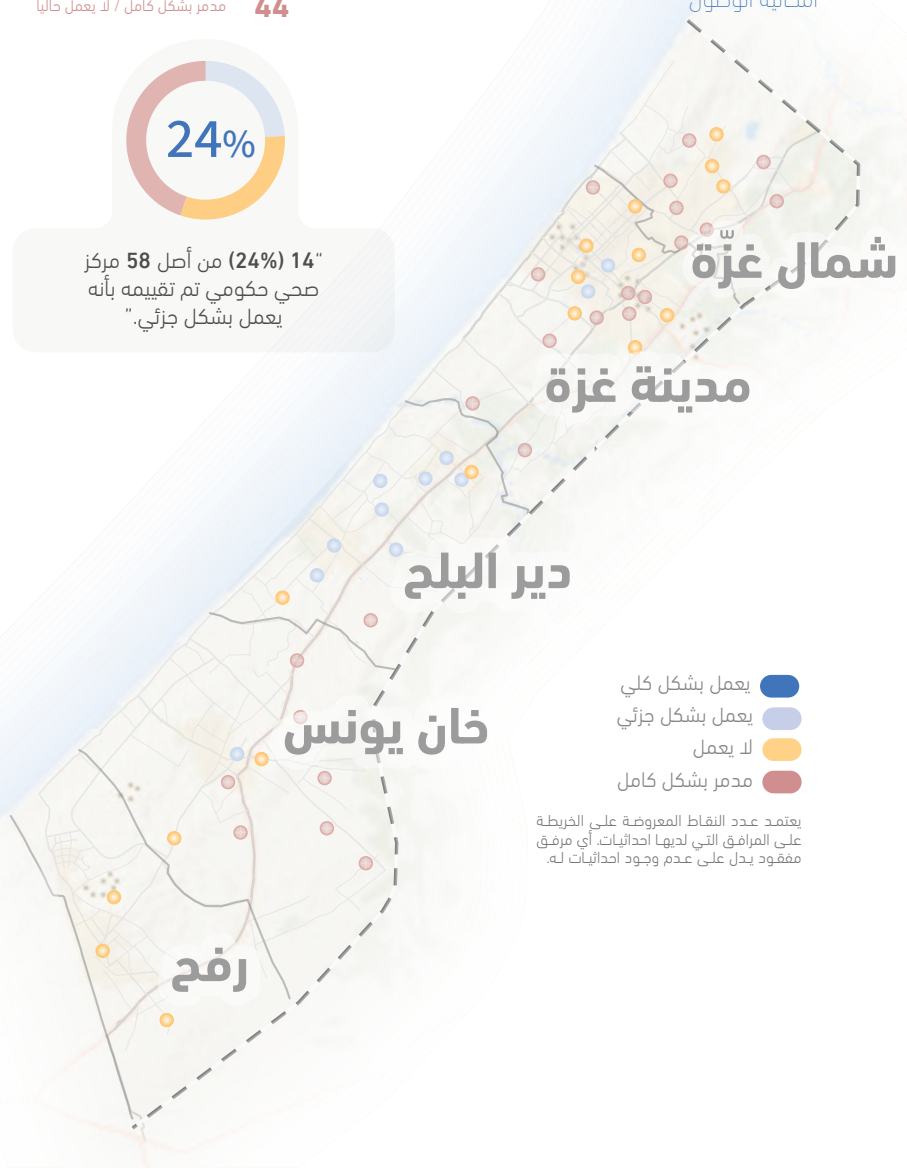 امكانية الوصول
44 مدمر بشكل كامل / لا يعمل حالياً
24%
"14 (24%) من أصل 58 مركز
صحي حكومي تم تقييمه بأنه
يعمل بشكل جزئي."
شمال غزّة
مدينة غزة
دير البلح
خان يونس
رفح
يعمل بشكل كلي
يعمل بشكل جزئي
لا يعمل
مدمر بشكل كامل
يعتمد عدد النقاط المعروضة على الخريطة
على المرافق التي لديها احداثيات. أي مرفق
مفقود يدل على عدم وجود احداثيات له.